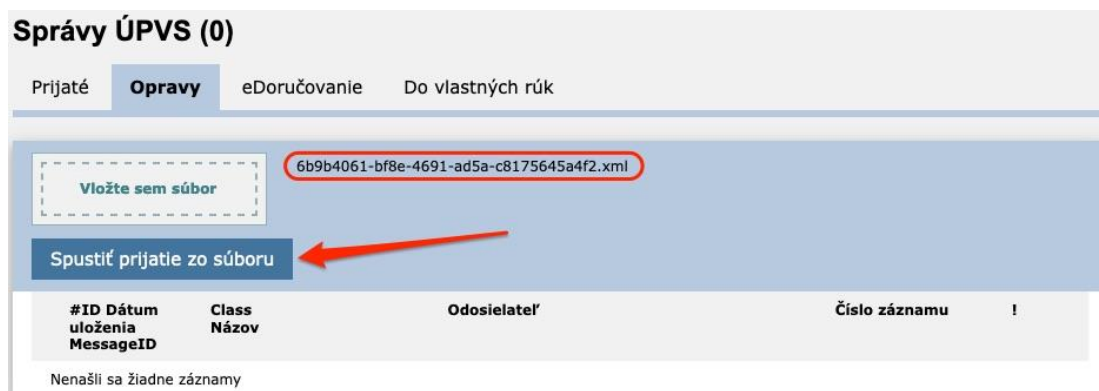 Správy ÚPVS (0)
Prijaté Opravy eDoručovanie Do vlastných rúk
6b9b4061-bf8e-4691-ad5a-c8175645a4f2.xml
Vložte sem súbor
Spustiť prijatie zo súboru
#ID Dátum Class Odosielateľ Číslo záznamu !
uloženia Názov
MessageID
Nenašli sa žiadne záznamy